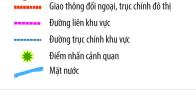 Giao thông đối ngoại, trục chính đô thị
Đường liên khu vực
Đường trục chính khu vực
Điểm nhấn cảnh quan
Mặt nước